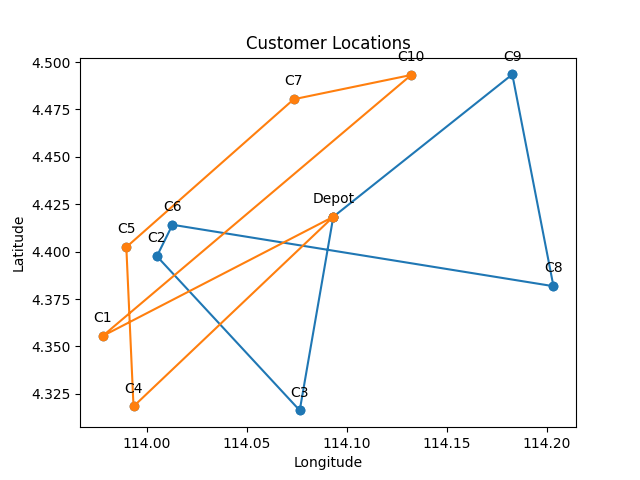 Customer Locations
C10
C9
C7
C6
Depot
C5
C2
C8
C1
C4
C3
4.500
4.475
4.450
4.425
4.400
4.375
4.350
4.325
Latitude
114.00
114.05
114.10
114.15
114.20
Longitude